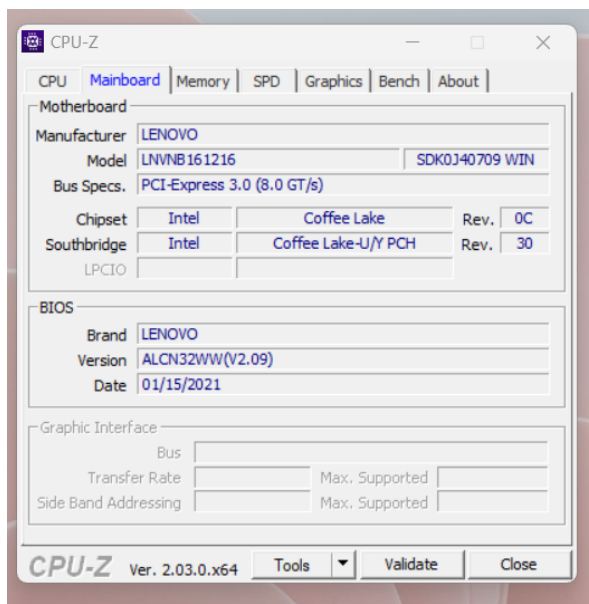 CPU-Z
CPU Mainboard Memory SPD Graphics Bench About
Motherboard
Manufacturer LENOVO
Model LNVNB161216 SDK0J40709 WIN
Bus Specs. PCI-Express 3.0 (8.0 GT/s)
Chipset Intel Coffee Lake Rev. 0C
Southbridge Intel Coffee Lake-U/Y PCH Rev. 30
LPCIO
BIOS
Brand LENOVO
Version ALCN32WW(V2.09)
Date 01/15/2021
Graphic Interface
Bus
Transfer Rate Max. Supported
Side Band Addressing Max. Supported
CPU-Z Ver. 2.03.0.x64 Tools Validate Close